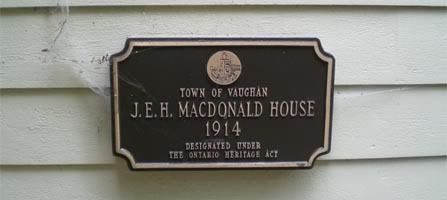 TOWN OF VAUGHAN
J.E.H. MACDONALD HOUSE
1914
DESIGNATED UNDER
THE ONTARIO HERITAGE ACT